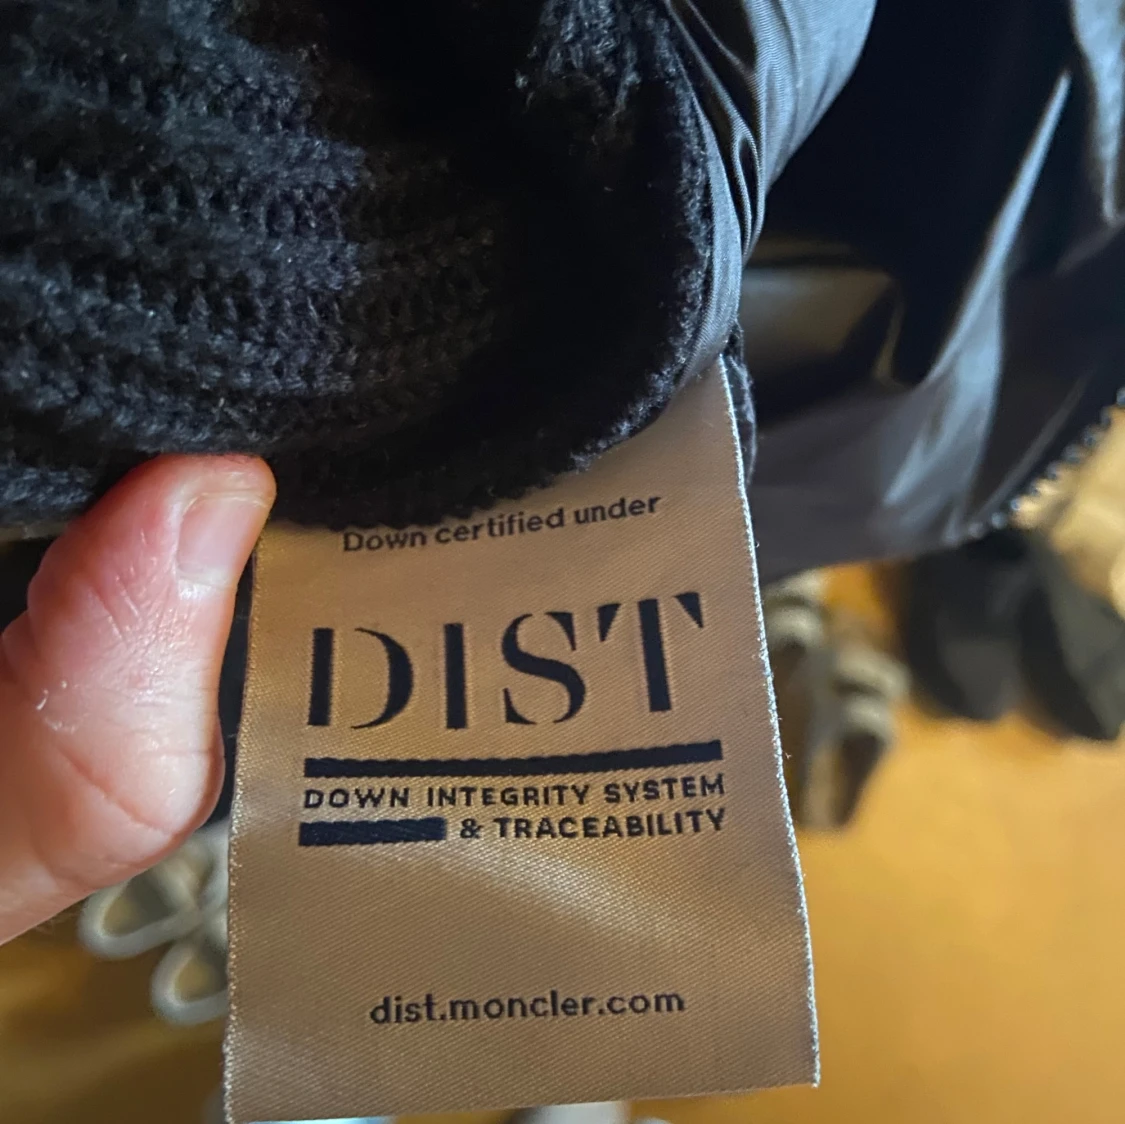 Down certified under
DIST
DOWN INTEGRITY SYSTEM
& TRACEABILITY
dist.moncler.com